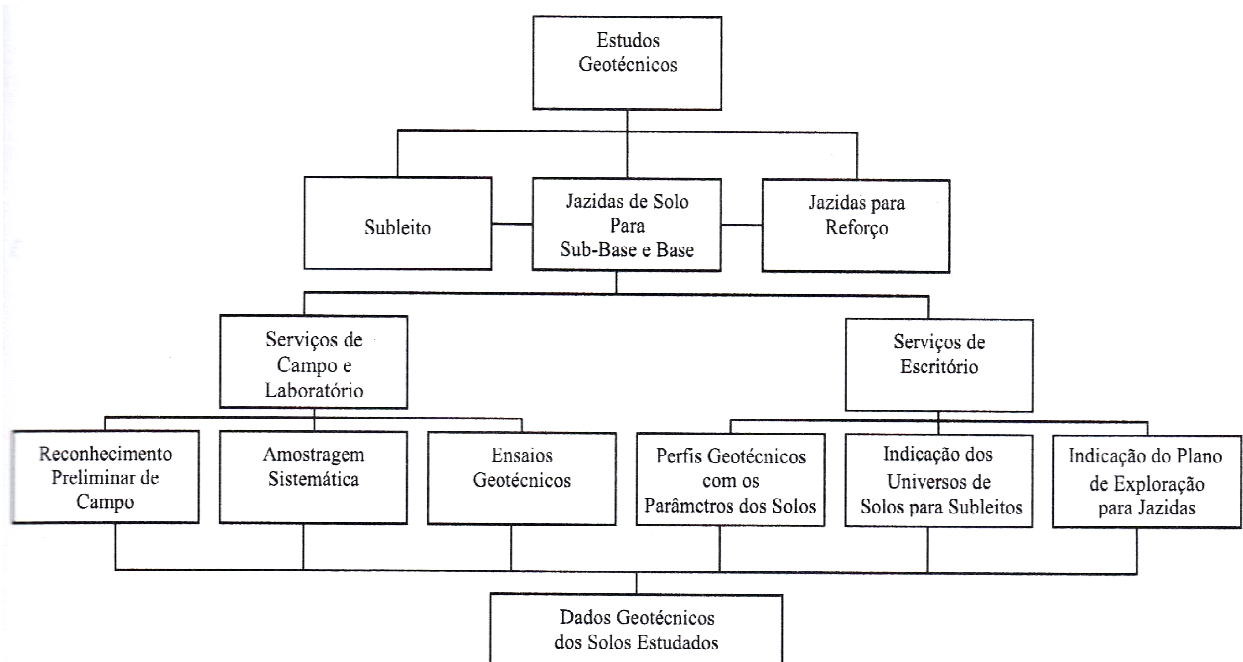 Estudos
Geotécnicos
Subleito
Jazidas de Solo
Para
Sub-Base e Base
Jazidas para
Reforço
Serviços de
Campo e
Laboratório
Serviços de
Escritório
Reconhecimento
Preliminar de
Campo
Amostragem
Sistemática
Ensaios
Geotécnicos
Perfis Geotécnicos
com os
Parâmetros dos Solos
Indicação dos
Universos de
Solos para Subleitos
Indicação do Plano
de Exploração
para Jazidas
Dados Geotécnicos
dos Solos Estudados